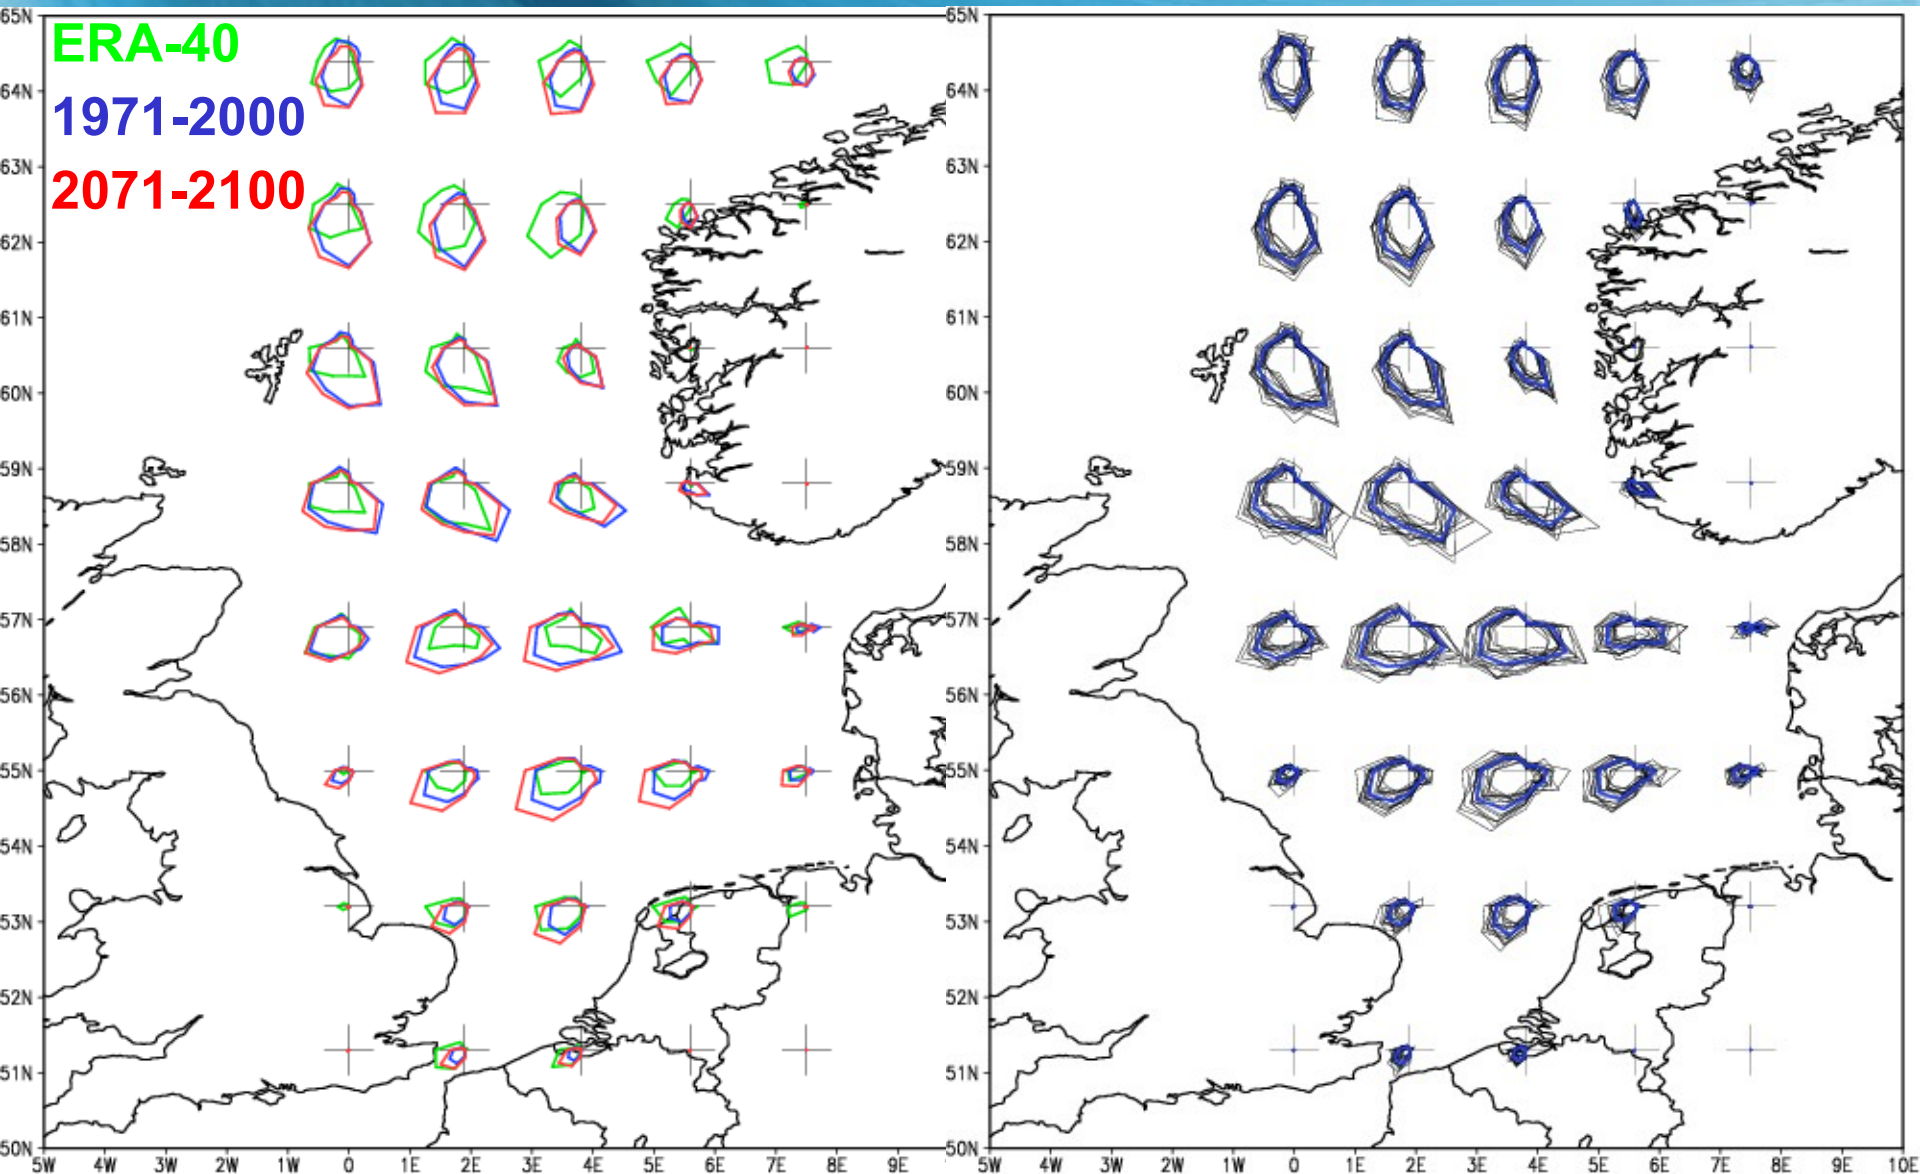 ERA-40
1971-2000
2071-2100
65N
64N
63N
62N
61N
60N
59N
58N
57N
56N
55N
54N
53N
52N
51N
50N
5W 4W 3W 2W 1W 0 1E 2E 3E 4E 5E 6E 7E 8E 9E
65N
64N
63N
62N
61N
60N
59N
58N
57N
56N
55N
54N
53N
52N
51N
50N
5W 4W 3W 2W 1W 0 1E 2E 3E 4E 5E 6E 7E 8E 9E 10E